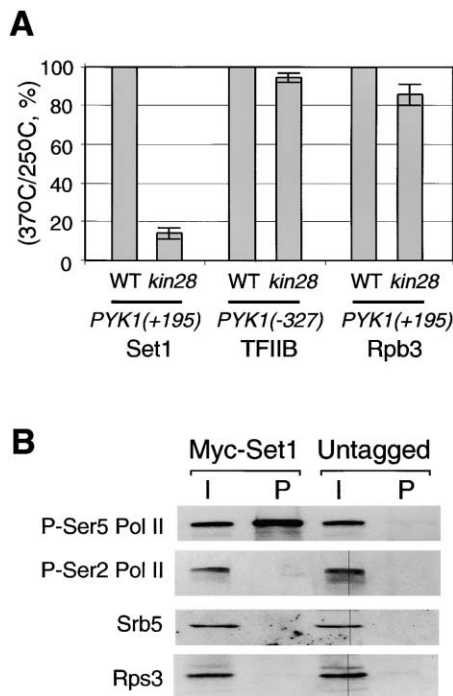 A
(37°C/25°C, %)
100
80
60
40
20
0
WT kin28 WT kin28 WT kin28
PYK1(+195) PYK1(-327) PYK1(+195)
Set1 TFIIB Rpb3
B
Myc-Set1 Untagged
I P I P
P-Ser5 Pol II
P-Ser2 Pol II
Srb5
Rps3